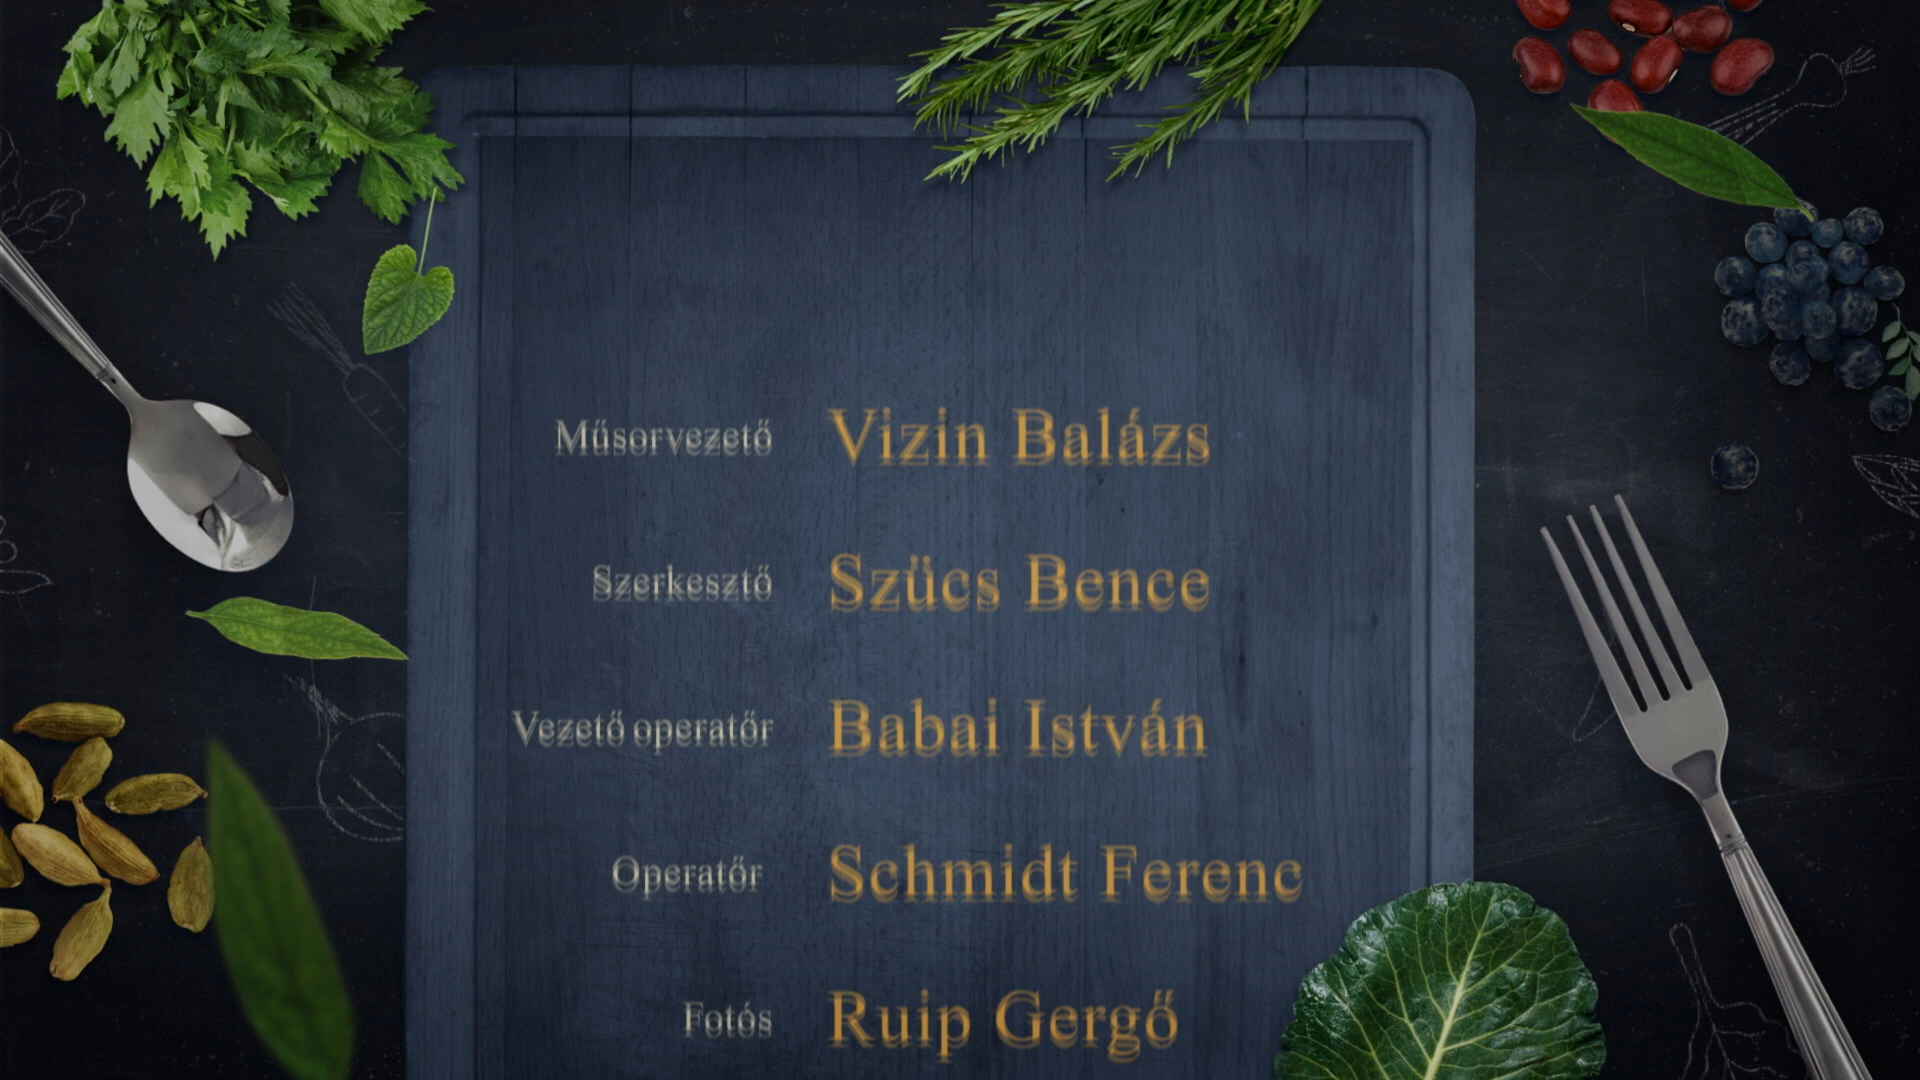 Műsorvezető Vizin Balázs
Szerkesztő Szücs Bence
Vezető operatőr Babai István
Operatőr Schmidt Ferenc
Fotós Ruip Gergő